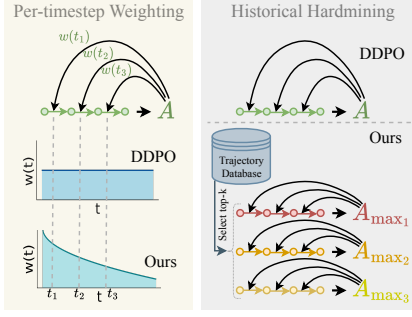 Per-timestep Weighting
w(t₁)
w(t₂)
w(t₃)
A
DDPO
w(t)
t
w(t)
Ours
t₁ t₂ t t₃
Historical Hardmining
DDPO
A
Ours
Trajectory
Database
Select top-k
Amax₁
Amax₂
Amax₃